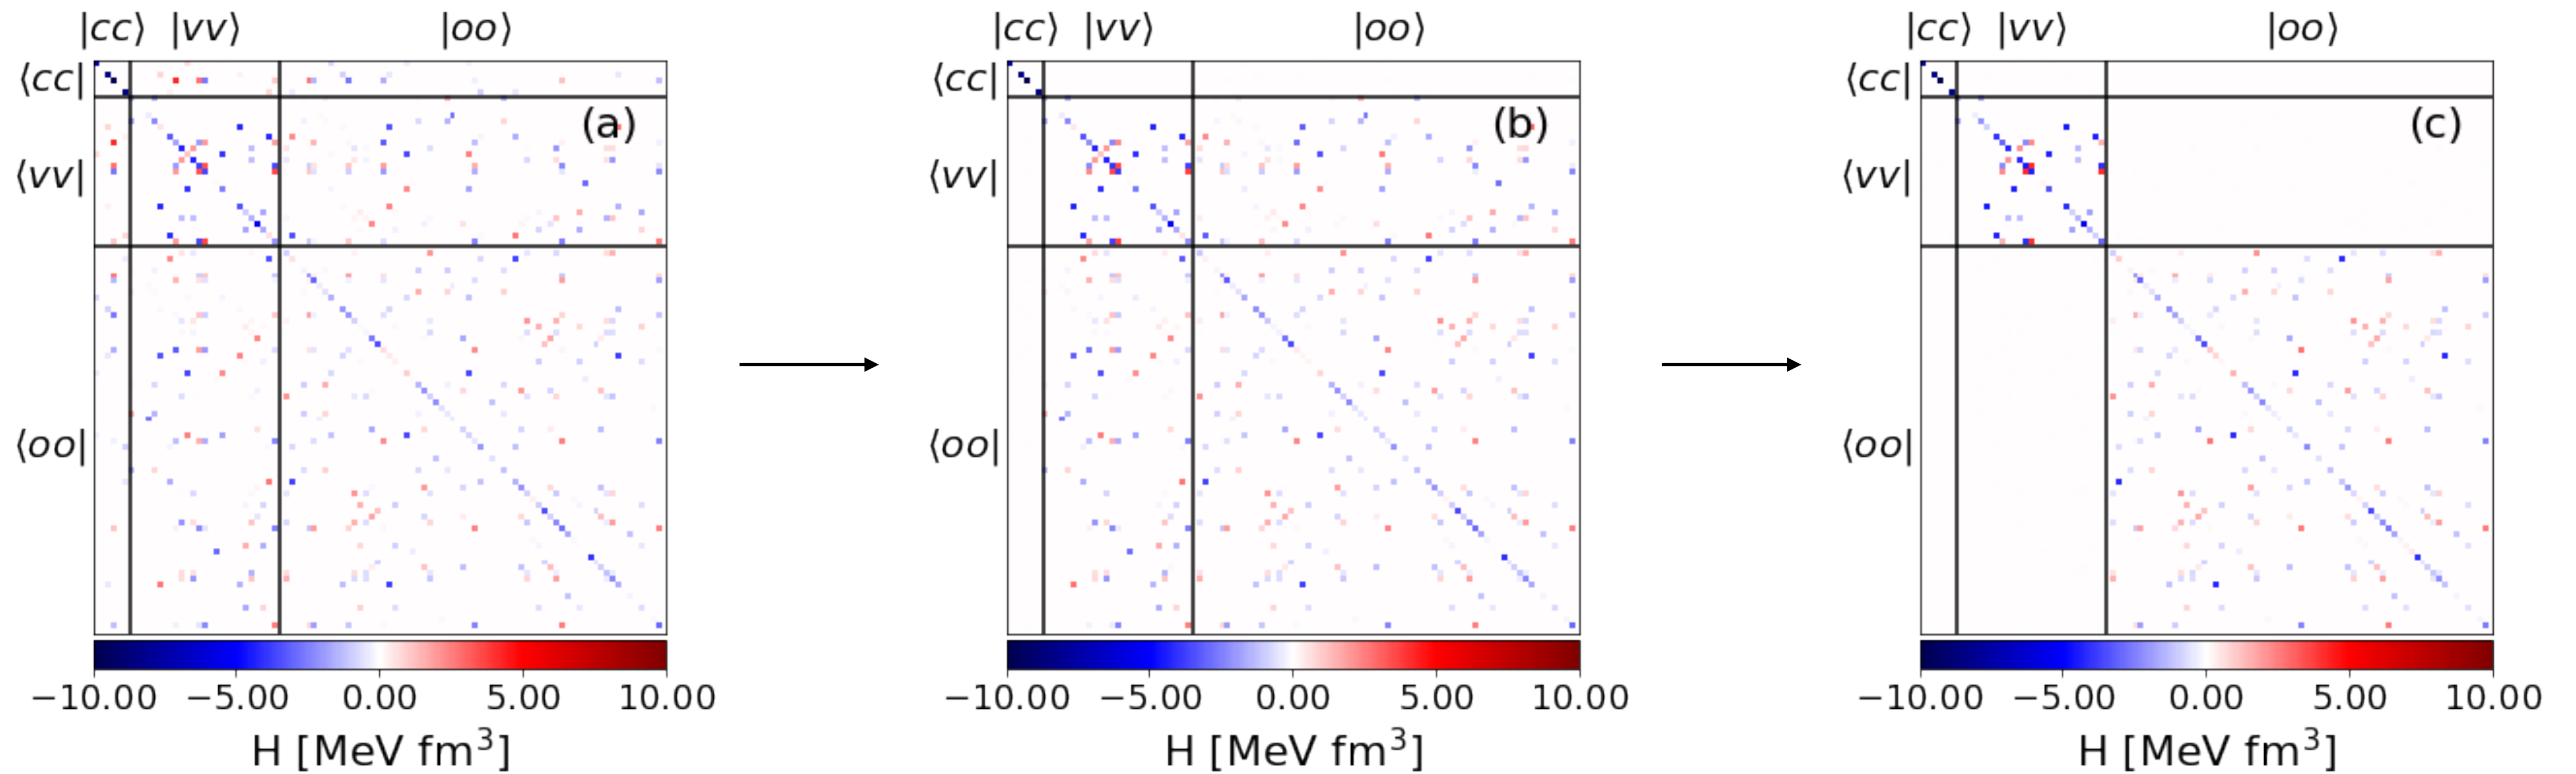 |cc⟩ |vv⟩ |oo⟩
⟨cc|
⟨vv|
⟨oo|
(a)
−10.00 −5.00 0.00 5.00 10.00
H [MeV fm³]
|cc⟩ |vv⟩ |oo⟩
⟨cc|
⟨vv|
⟨oo|
(b)
−10.00 −5.00 0.00 5.00 10.00
H [MeV fm³]
|cc⟩ |vv⟩ |oo⟩
⟨cc|
⟨vv|
⟨oo|
(c)
−10.00 −5.00 0.00 5.00 10.00
H [MeV fm³]